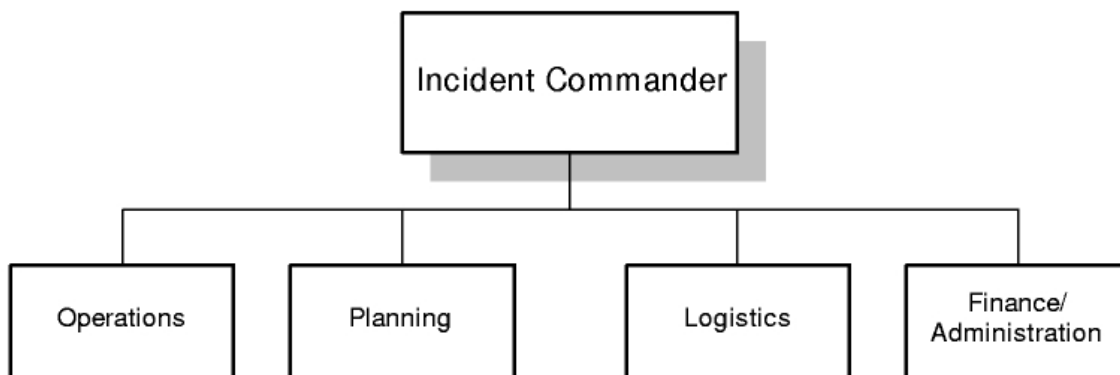 Incident Commander
Operations
Planning
Logistics
Finance/
Administration